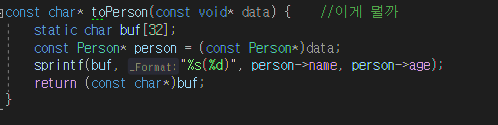 const char* toPerson(const void* data) {    //이게 뭘까
static char buf[32];
const Person* person = (const Person*)data;
sprintf(buf, _Format: "%s(%d)", person->name, person->age);
return (const char*)buf;
}